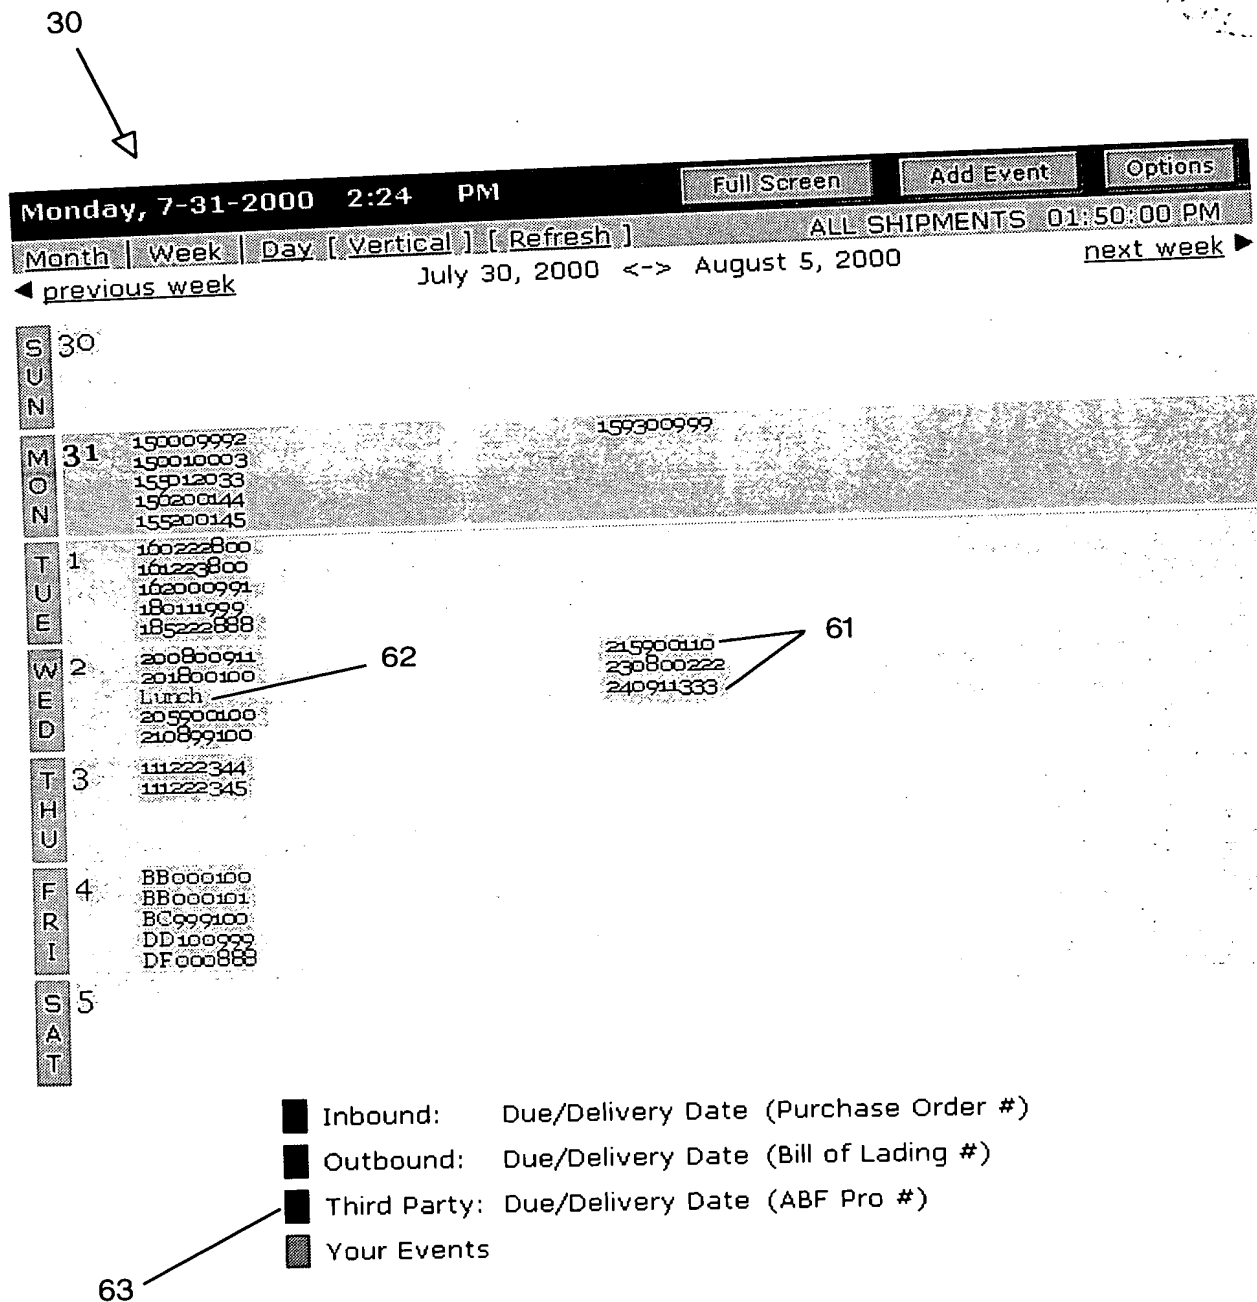 30
Monday, 7-31-2000 2:24 PM Full Screen Add Event Options
Month | Week | Day [ Vertical ] [ Refresh ] ALL SHIPMENTS 01:50:00 PM
◀ previous week July 30, 2000 <-> August 5, 2000 next week ▶
SUN 30
MON 31
150009992 159300999
150010003
155012033
150200144
155200145
TUE 1
160222800
161223800
162000991
180111999
185222888
WED 2
200800911 215900110 61
201800100 230800222
Lunch 62 240911333
205900100
210899100
THU 3
111222344
111222345
FRI 4
BB000100
BB000101
BC999100
DD100999
DF000888
SAT 5
Inbound: Due/Delivery Date (Purchase Order #)
Outbound: Due/Delivery Date (Bill of Lading #)
Third Party: Due/Delivery Date (ABF Pro #)
Your Events
63